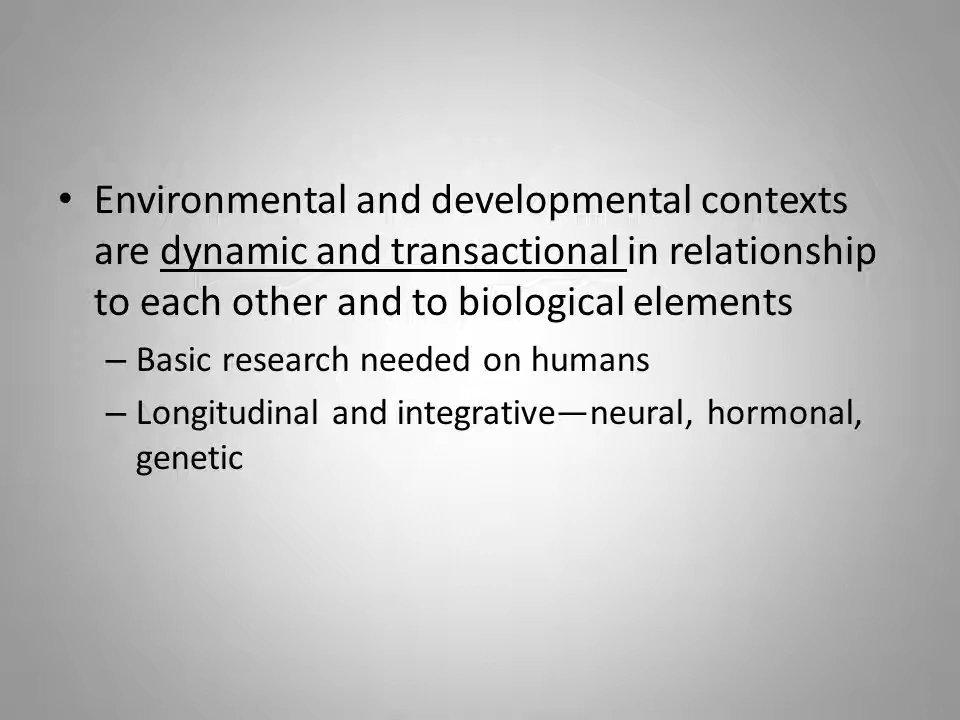 • Environmental and developmental contexts
are dynamic and transactional in relationship
to each other and to biological elements
– Basic research needed on humans
– Longitudinal and integrative—neural, hormonal,
genetic